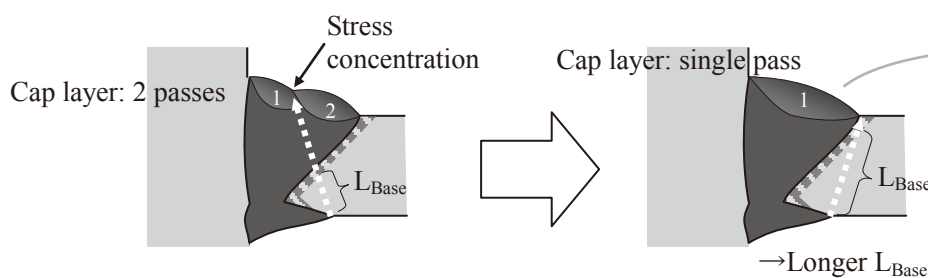 Stress
concentration
Cap layer: 2 passes
1
2
L_Base
Cap layer: single pass
1
L_Base
→Longer L_Base